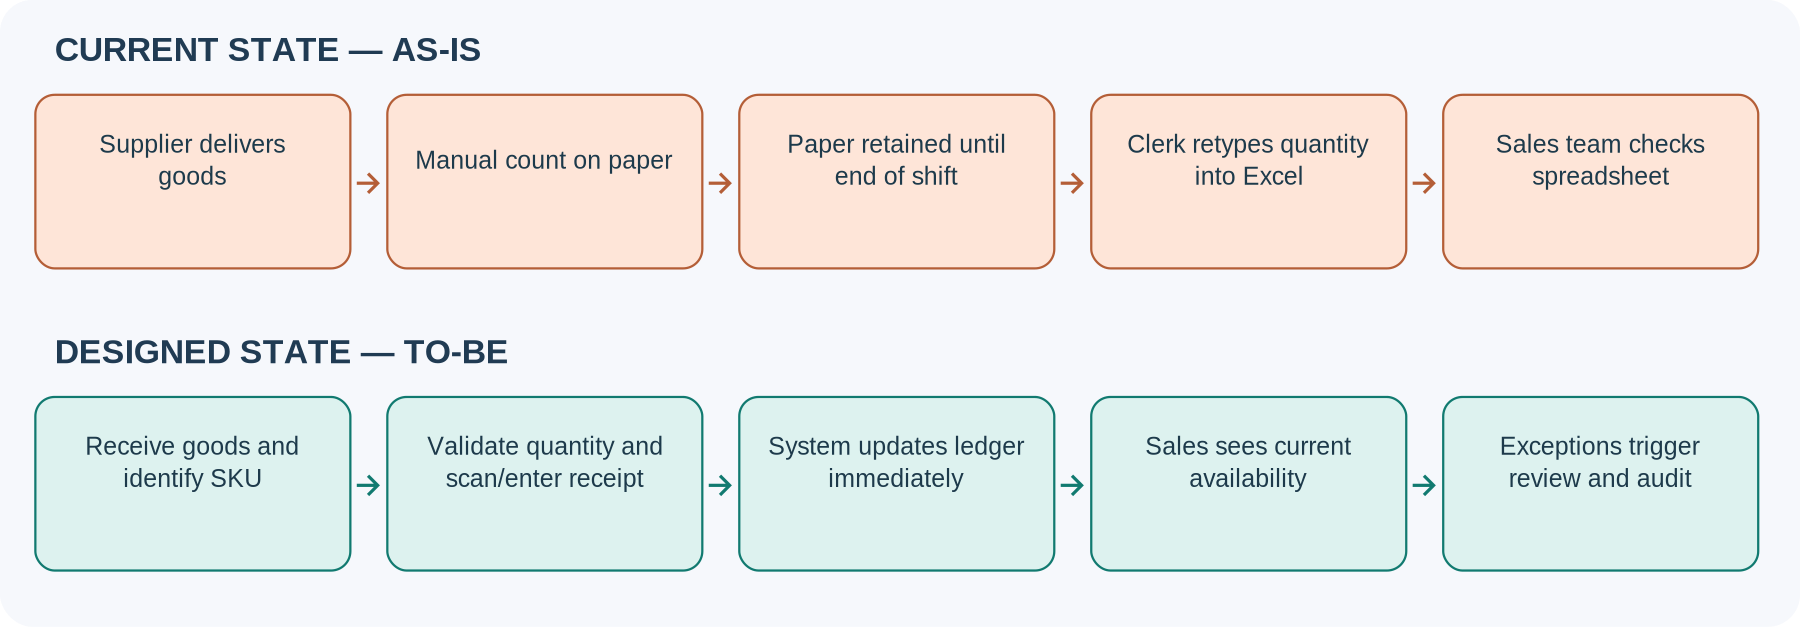 CURRENT STATE — AS-IS
Supplier delivers
goods
Manual count on paper
Paper retained until
end of shift
Clerk retypes quantity
into Excel
Sales team checks
spreadsheet
DESIGNED STATE — TO-BE
Receive goods and
identify SKU
Validate quantity and
scan/enter receipt
System updates ledger
immediately
Sales sees current
availability
Exceptions trigger
review and audit